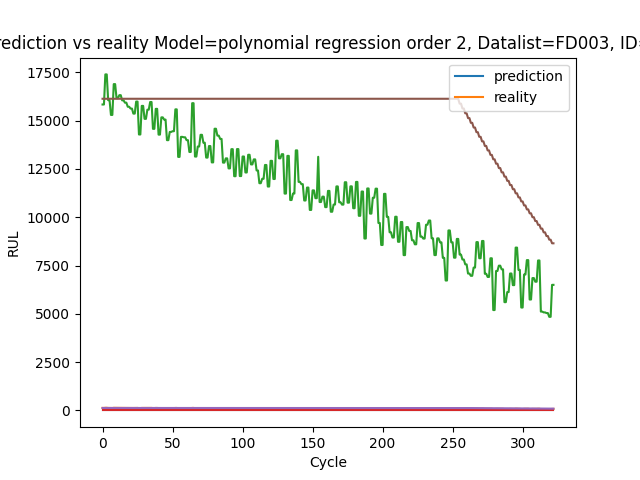 rediction vs reality Model=polynomial regression order 2, Datalist=FD003, ID=
prediction
reality
RUL
17500
15000
12500
10000
7500
5000
2500
0
0 50 100 150 200 250 300
Cycle